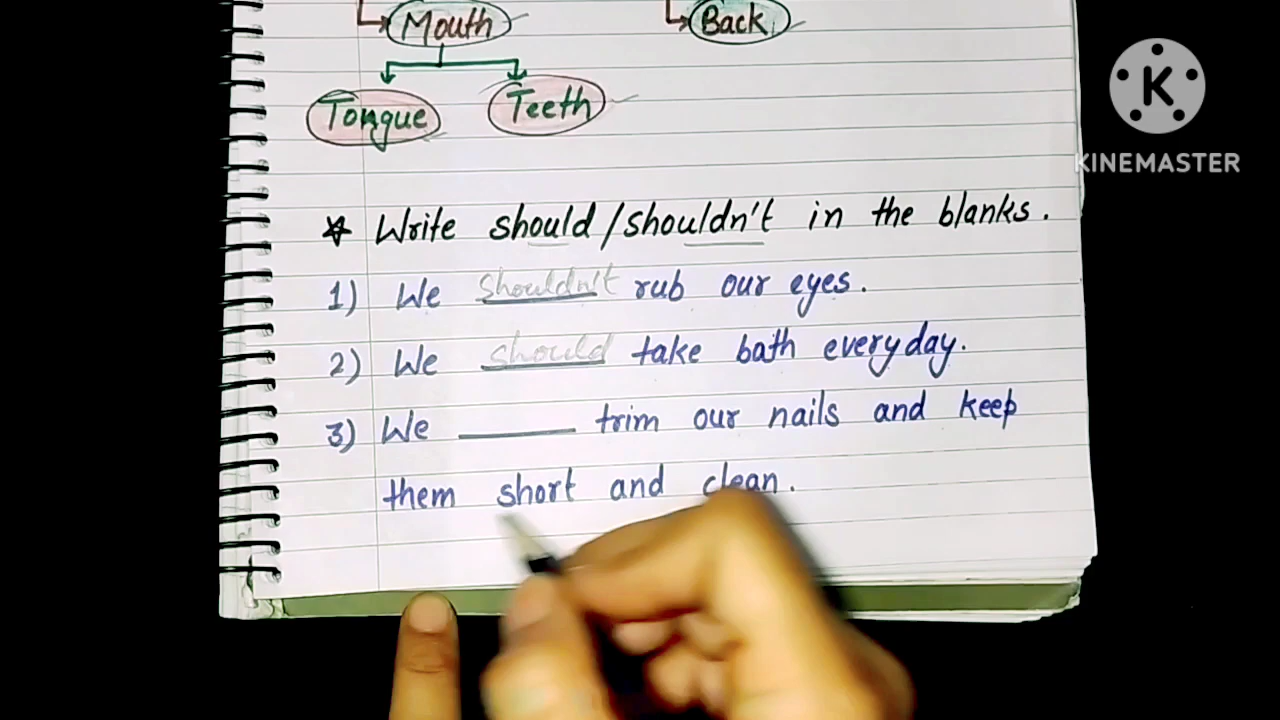 Mouth Back
Tongue Teeth
K
KINEMASTER
☆ Write should/shouldn't in the blanks.
1) We shouldn't rub our eyes.
2) We should take bath everyday.
3) We ______ trim our nails and keep
them short and clean.